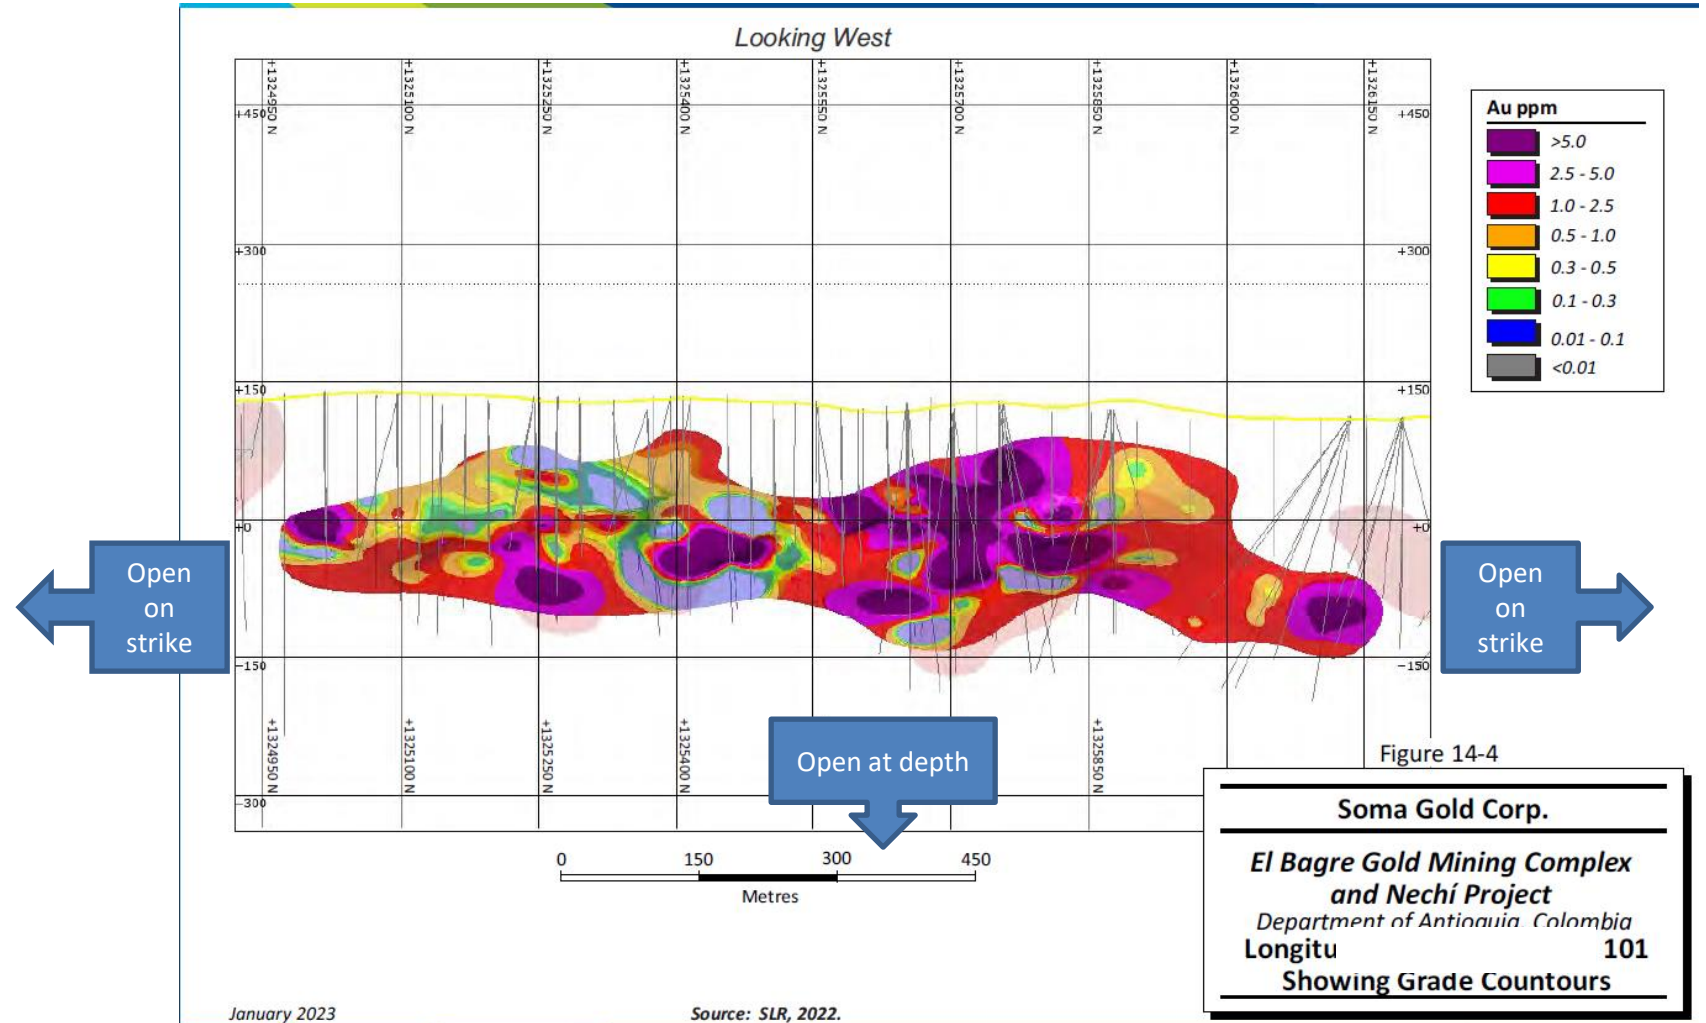 Looking West
+1324950 N
+1325100 N
+1325250 N
+1325400 N
+1325550 N
+1325700 N
+1325850 N
+1326000 N
+1326150 N
+450
+450
+300
+300
+150
+150
+0
+0
-150
-150
-300
+1324950 N
+1325100 N
+1325250 N
+1325400 N
+1325850 N
Au ppm
>5.0
2.5 - 5.0
1.0 - 2.5
0.5 - 1.0
0.3 - 0.5
0.1 - 0.3
0.01 - 0.1
<0.01
Open
on
strike
Open
on
strike
Open at depth
0 150 300 450
Metres
Figure 14-4
Soma Gold Corp.
El Bagre Gold Mining Complex
and Nechí Project
Department of Antioquia, Colombia
Longitu 101
Showing Grade Countours
January 2023
Source: SLR, 2022.